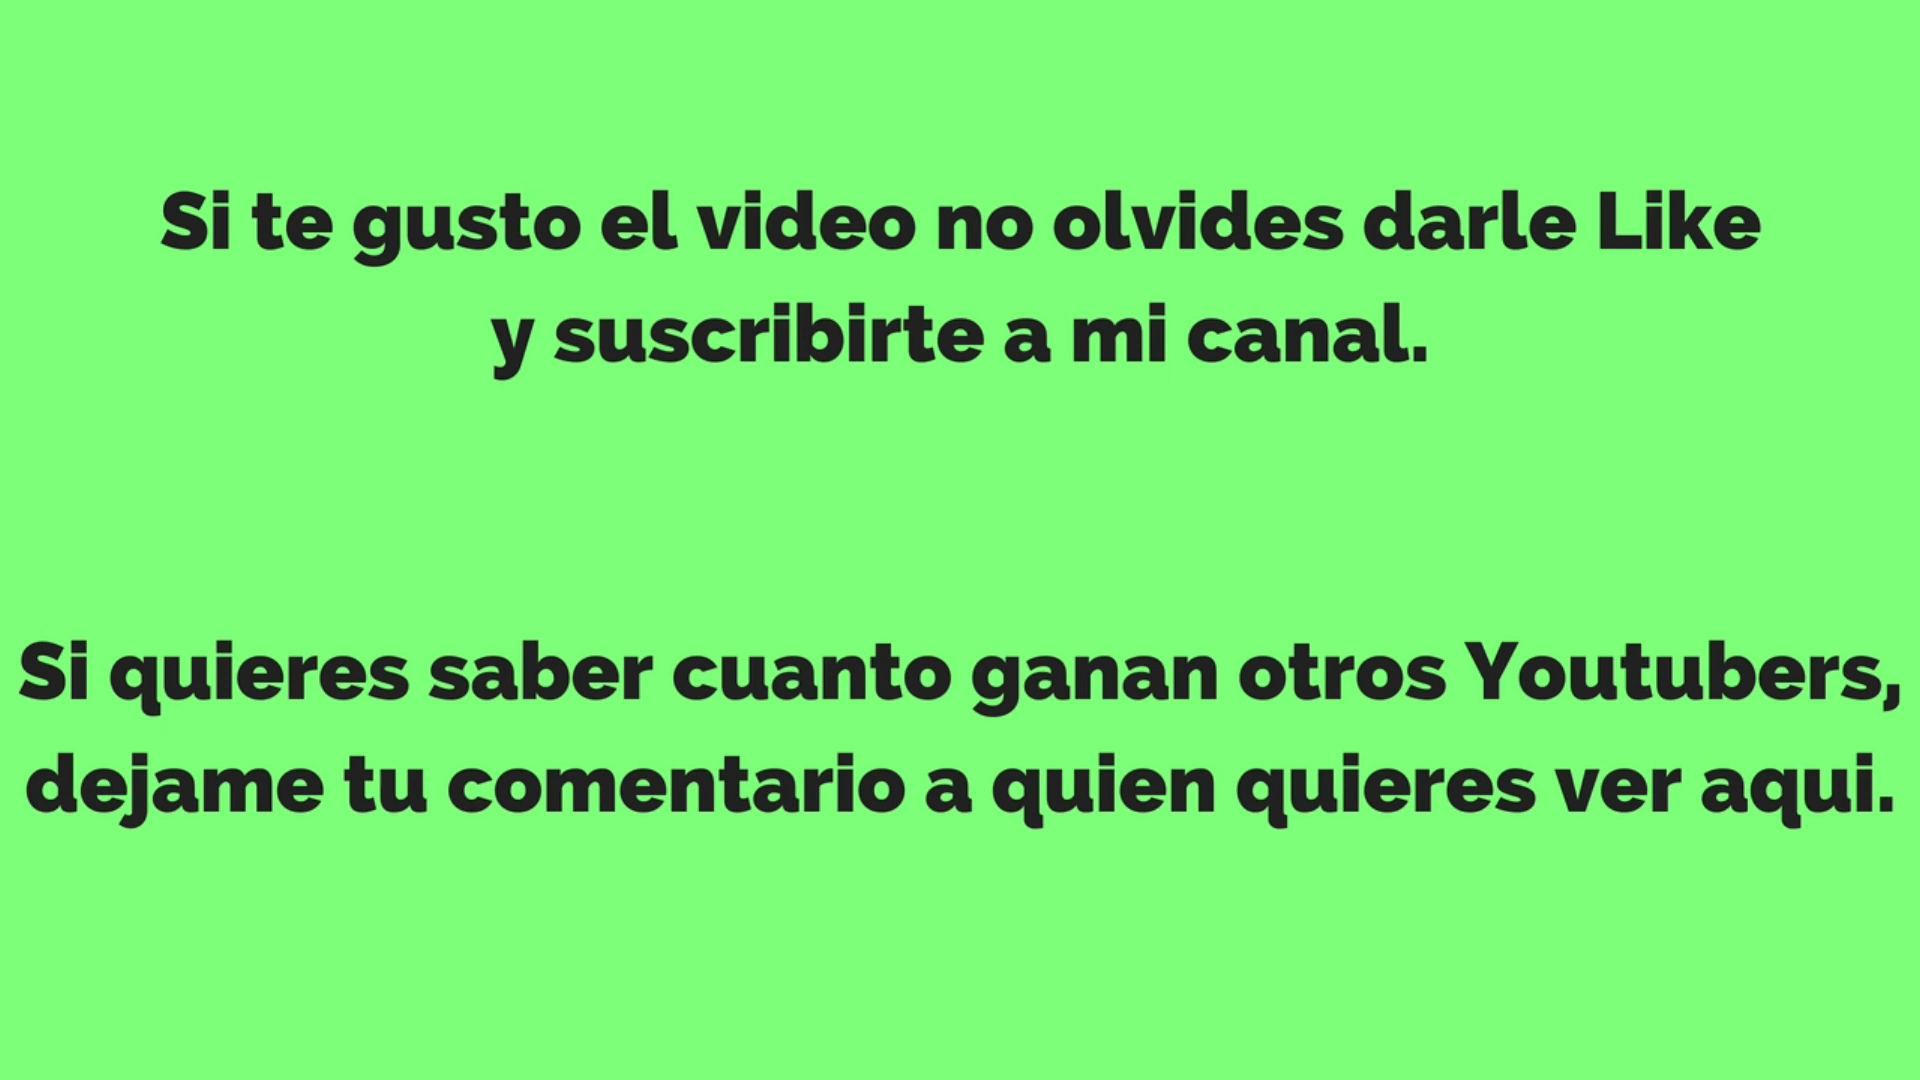 Si te gusto el video no olvides darle Like
y suscribirte a mi canal.
Si quieres saber cuanto ganan otros Youtubers,
dejame tu comentario a quien quieres ver aqui.